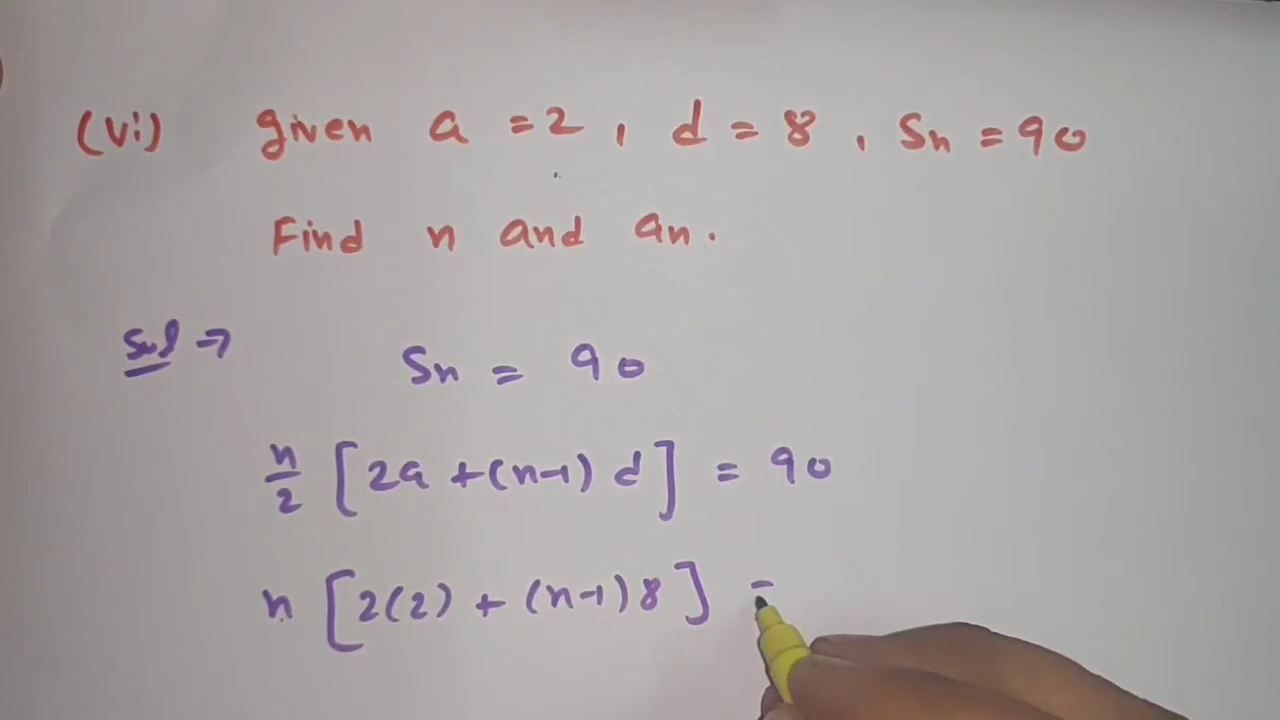 (vi) Given a = 2, d = 8, Sn = 90
Find n and an.
Sol →
Sn = 90
n/2 [2a + (n-1) d] = 90
n [2(2) + (n-1) 8] =